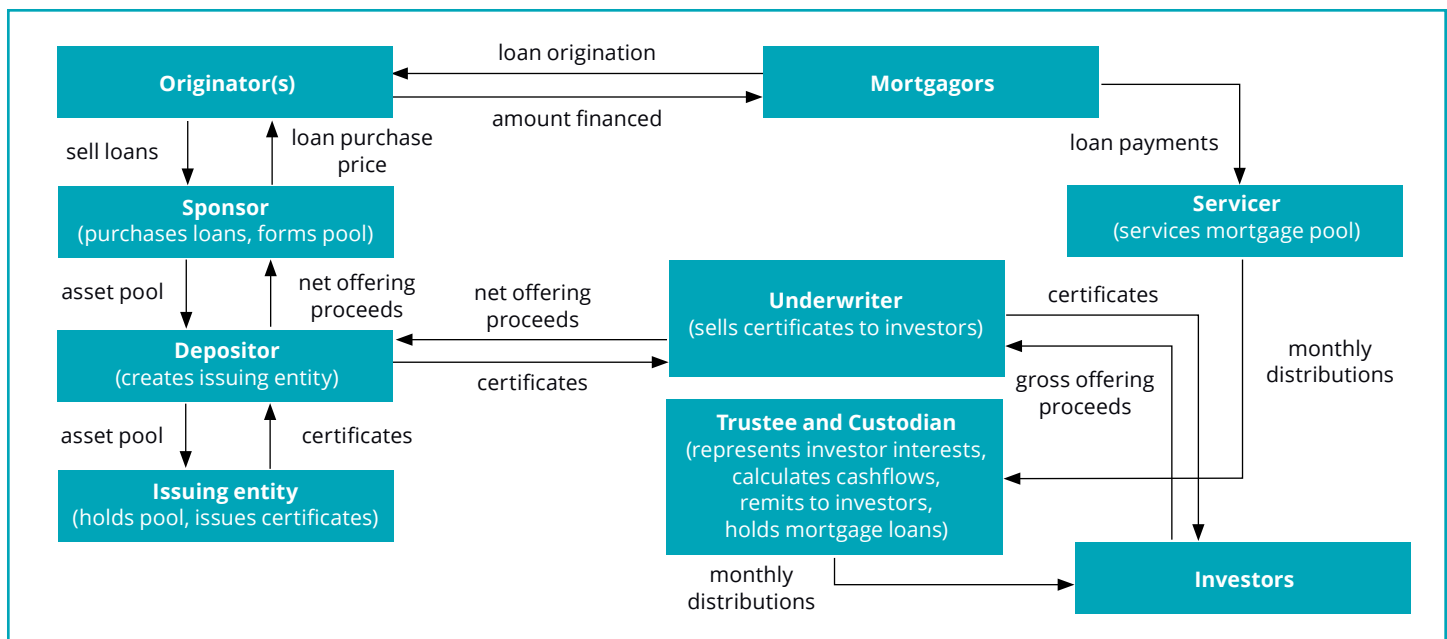 loan origination
Originator(s)
Mortgagors
amount financed
sell loans
loan purchase
price
loan payments
Sponsor
(purchases loans, forms pool)
Servicer
(services mortgage pool)
asset pool
net offering
proceeds
net offering
proceeds
Underwriter
(sells certificates to investors)
certificates
Depositor
(creates issuing entity)
certificates
gross offering
proceeds
monthly
distributions
asset pool
certificates
Trustee and Custodian
(represents investor interests,
calculates cashflows,
remits to investors,
holds mortgage loans)
Issuing entity
(holds pool, issues certificates)
monthly
distributions
Investors